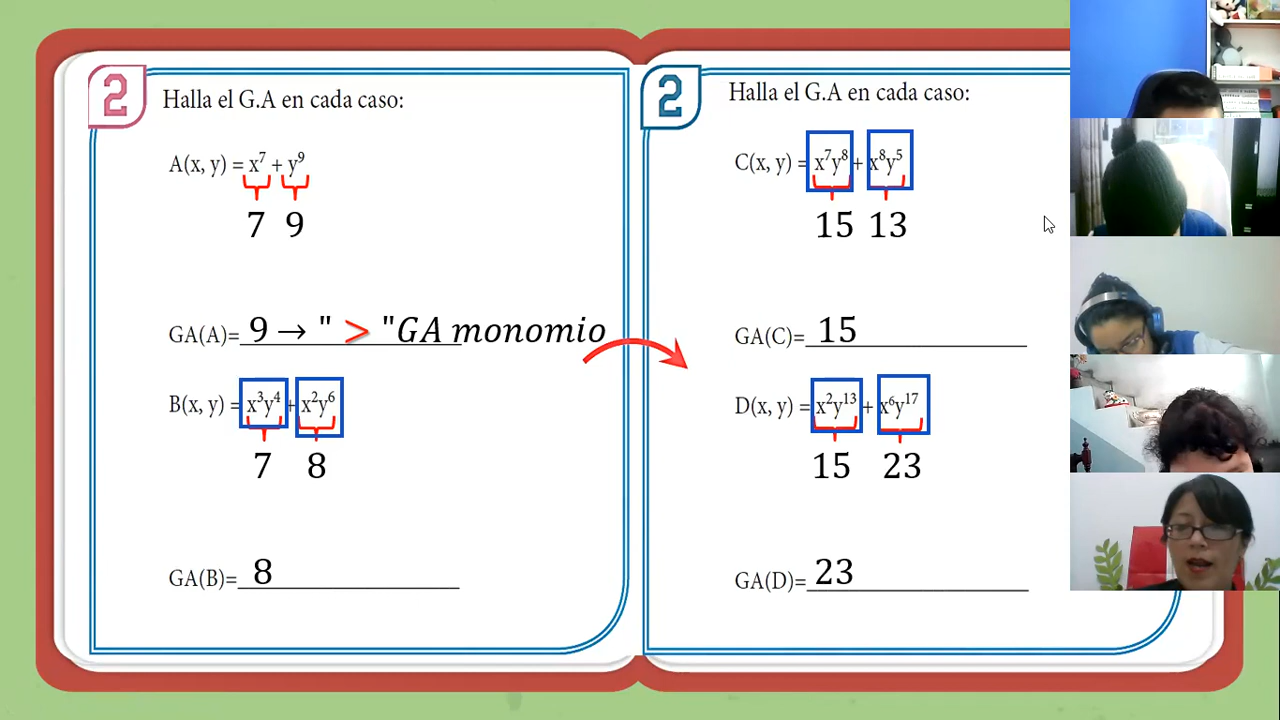 2
Halla el G.A en cada caso:
A(x, y) = x⁷ + y⁹
7 9
GA(A)= 9 → " > "GA monomio
B(x, y) = x³y⁴ + x²y⁶
7 8
GA(B)= 8
2
Halla el G.A en cada caso:
C(x, y) = x⁷y⁸ + x⁸y⁵
15 13
GA(C)= 15
D(x, y) = x²y¹³ + x⁶y¹⁷
15 23
GA(D)= 23